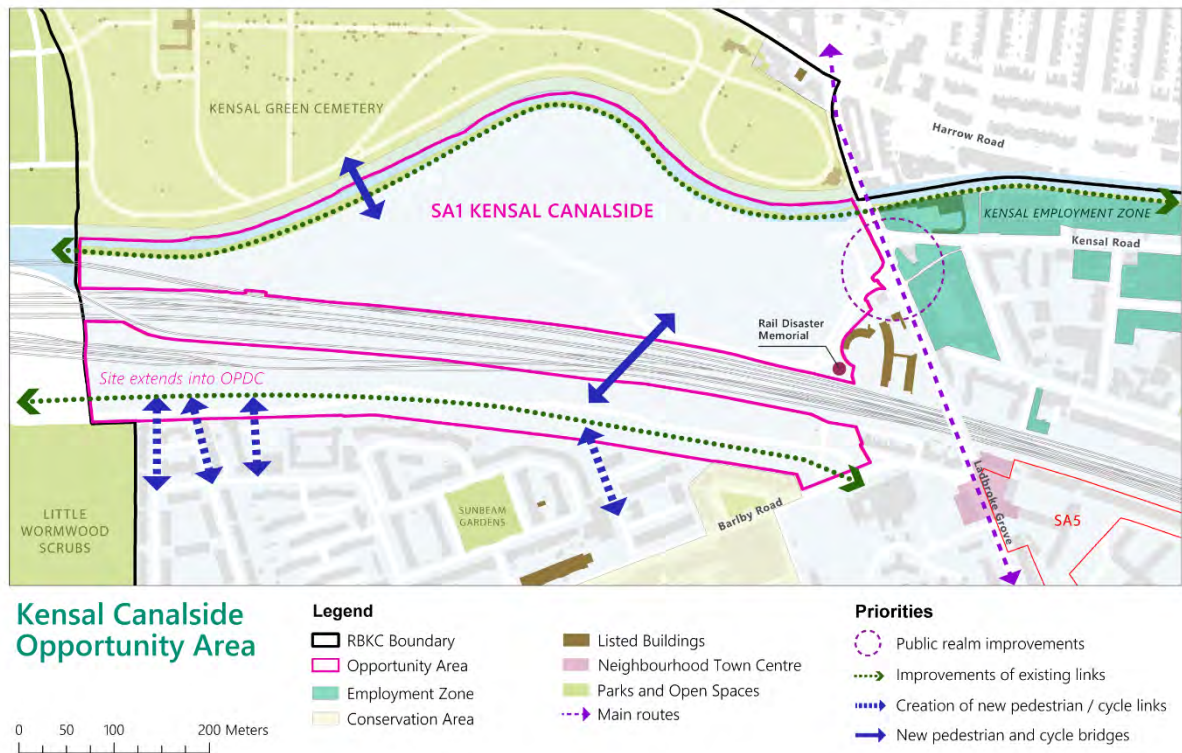 KENSAL GREEN CEMETERY
Harrow Road
SA1 KENSAL CANALSIDE
KENSAL EMPLOYMENT ZONE
Kensal Road
Rail Disaster
Memorial
Site extends into OPDC
LITTLE
WORMWOOD
SCRUBS
SUNBEAM
GARDENS
Barlby Road
Ladbroke Grove
SA5
Kensal Canalside
Opportunity Area
0 50 100 200 Meters
Legend
RBKC Boundary
Opportunity Area
Employment Zone
Conservation Area
Listed Buildings
Neighbourhood Town Centre
Parks and Open Spaces
Main routes
Priorities
Public realm improvements
Improvements of existing links
Creation of new pedestrian / cycle links
New pedestrian and cycle bridges